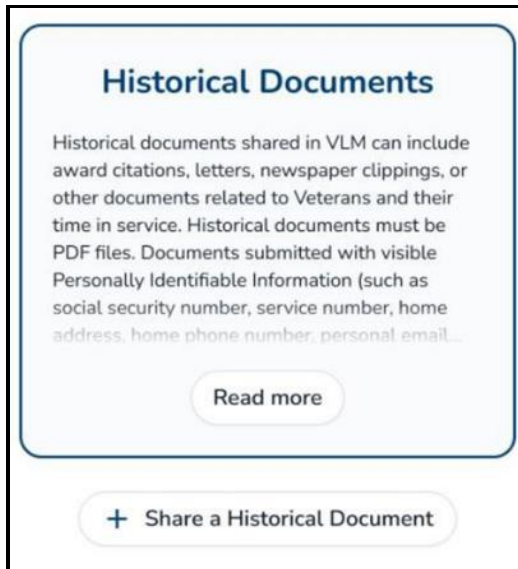 Historical Documents
Historical documents shared in VLM can include
award citations, letters, newspaper clippings, or
other documents related to Veterans and their
time in service. Historical documents must be
PDF files. Documents submitted with visible
Personally Identifiable Information (such as
social security number, service number, home
address, home phone number, personal email...
Read more
+ Share a Historical Document